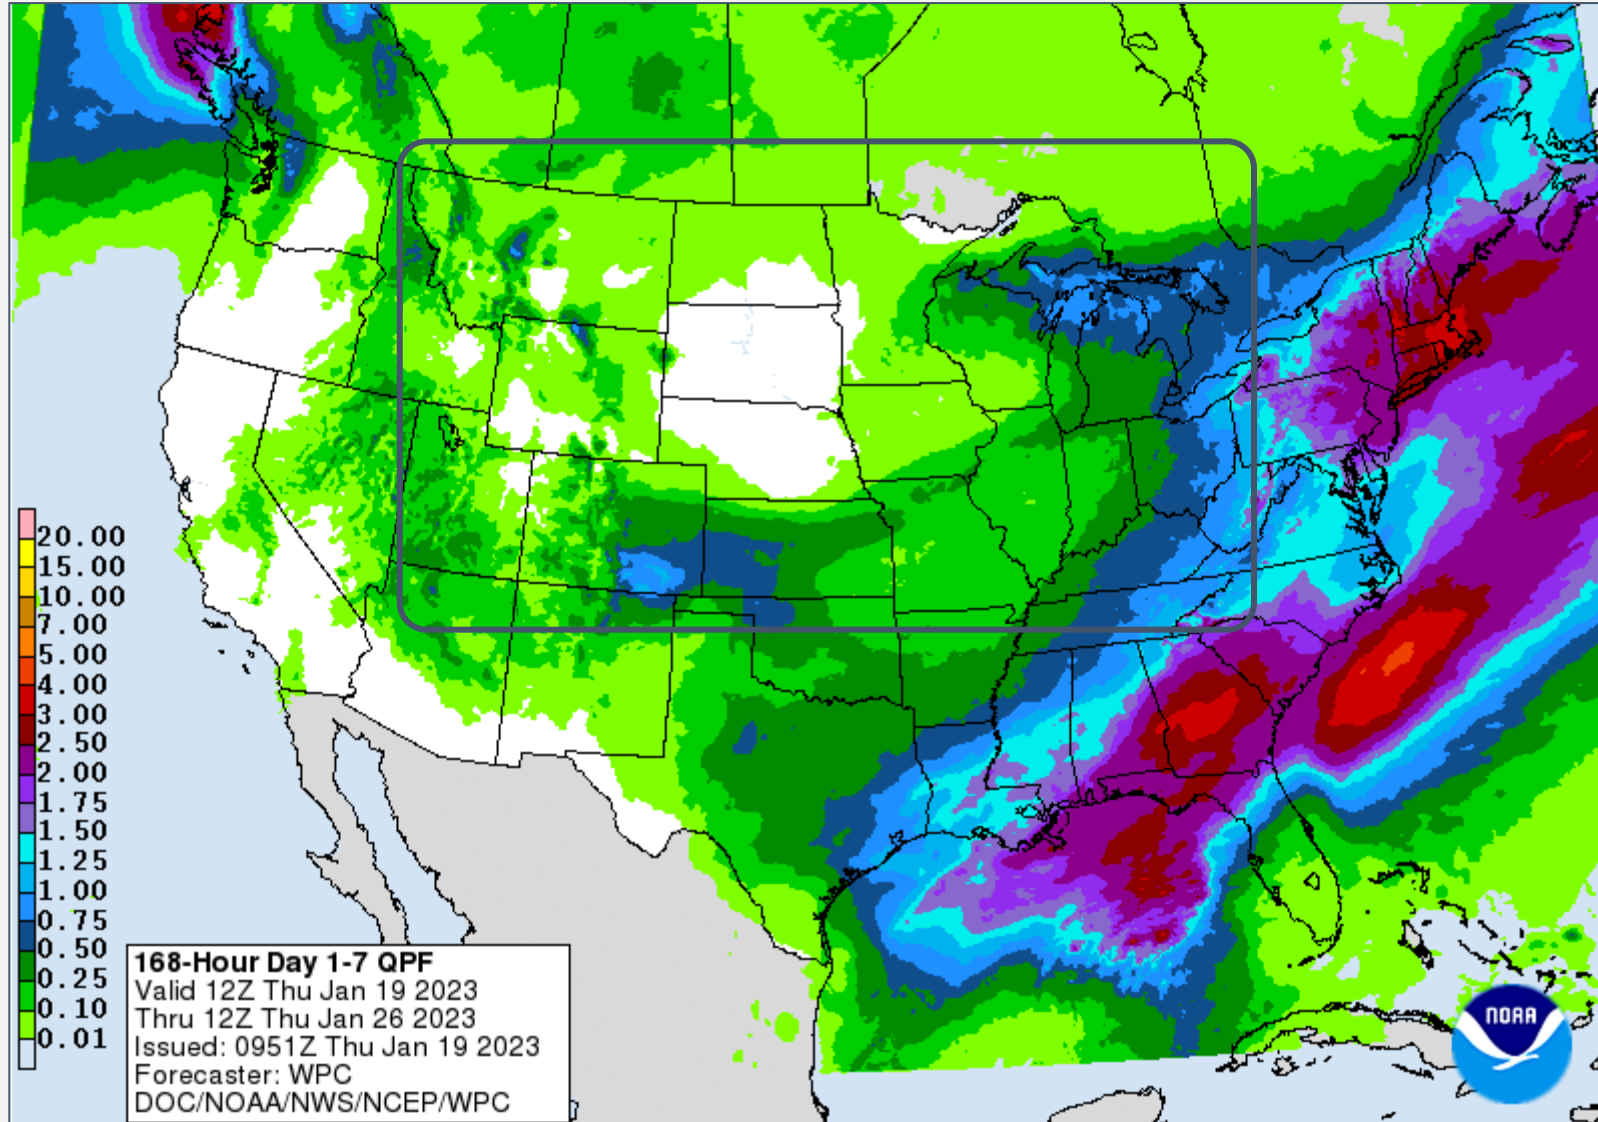 20.00
15.00
10.00
7.00
5.00
4.00
3.00
2.50
2.00
1.75
1.50
1.25
1.00
0.75
0.50
0.25
0.10
0.01
168-Hour Day 1-7 QPF
Valid 12Z Thu Jan 19 2023
Thru 12Z Thu Jan 26 2023
Issued: 0951Z Thu Jan 19 2023
Forecaster: WPC
DOC/NOAA/NWS/NCEP/WPC
NOAA